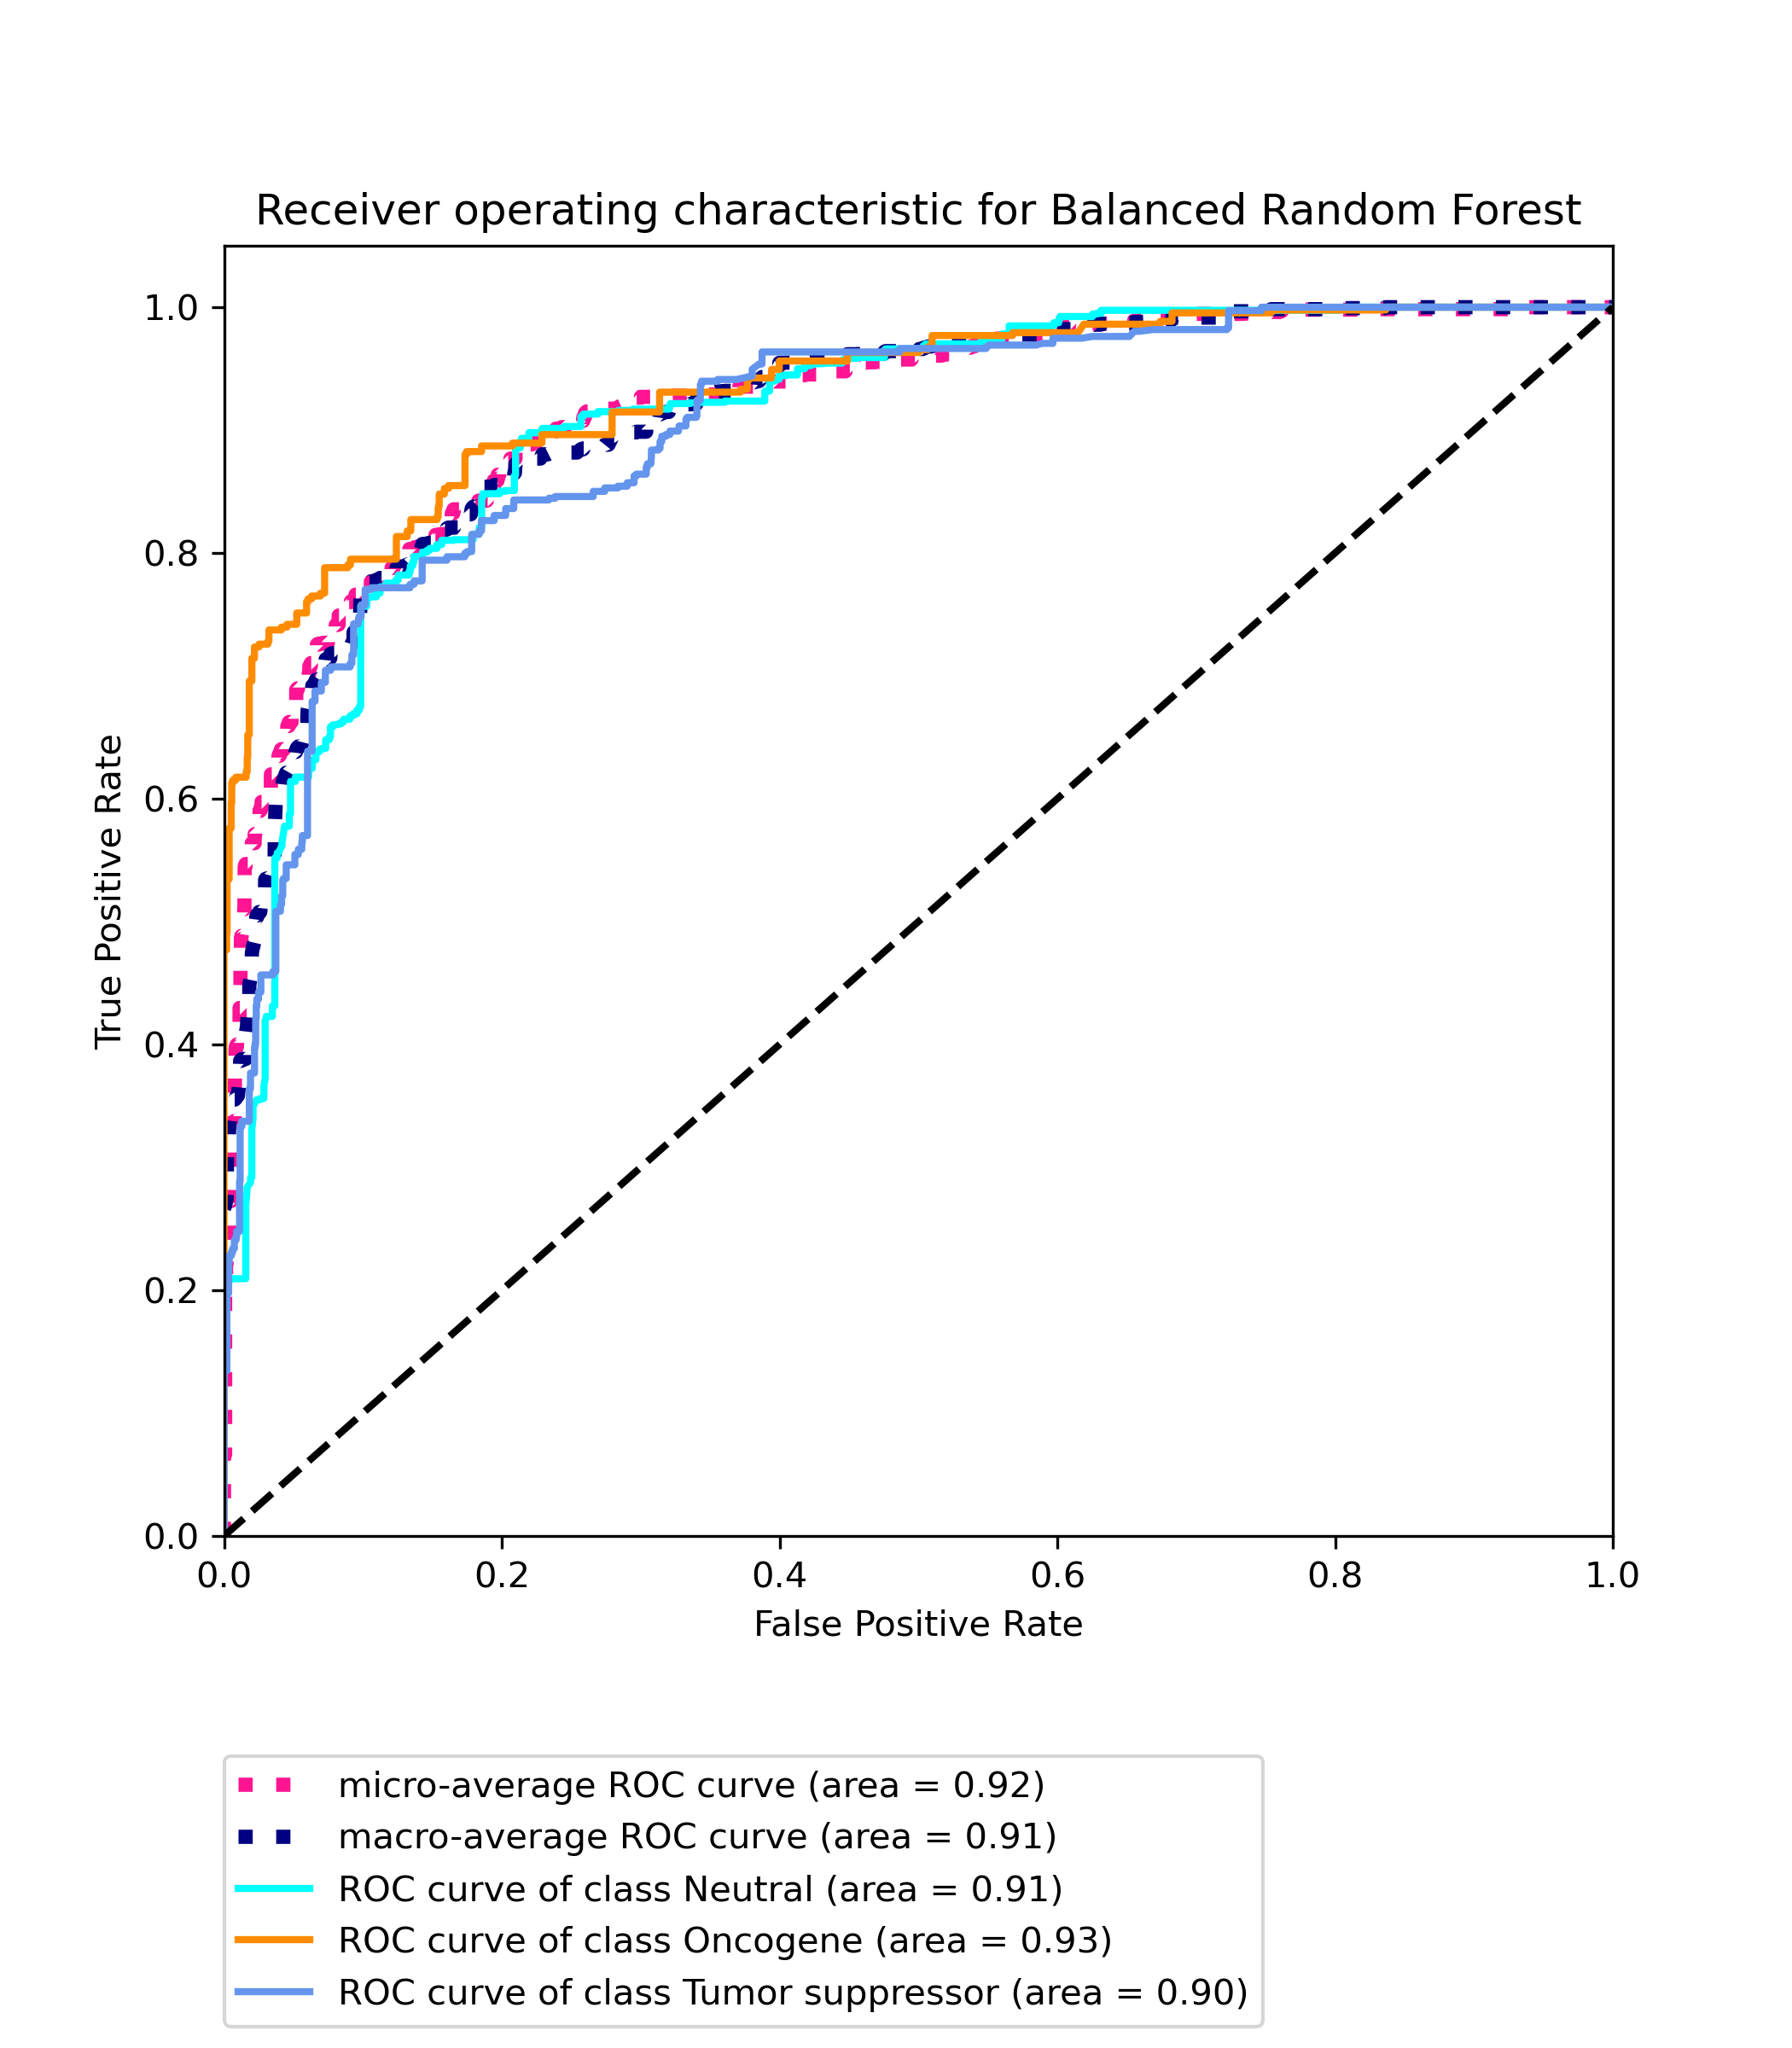 Receiver operating characteristic for Balanced Random Forest
1.0
0.8
0.6
0.4
0.2
0.0
True Positive Rate
0.0 0.2 0.4 0.6 0.8 1.0
False Positive Rate
micro-average ROC curve (area = 0.92)
macro-average ROC curve (area = 0.91)
ROC curve of class Neutral (area = 0.91)
ROC curve of class Oncogene (area = 0.93)
ROC curve of class Tumor suppressor (area = 0.90)